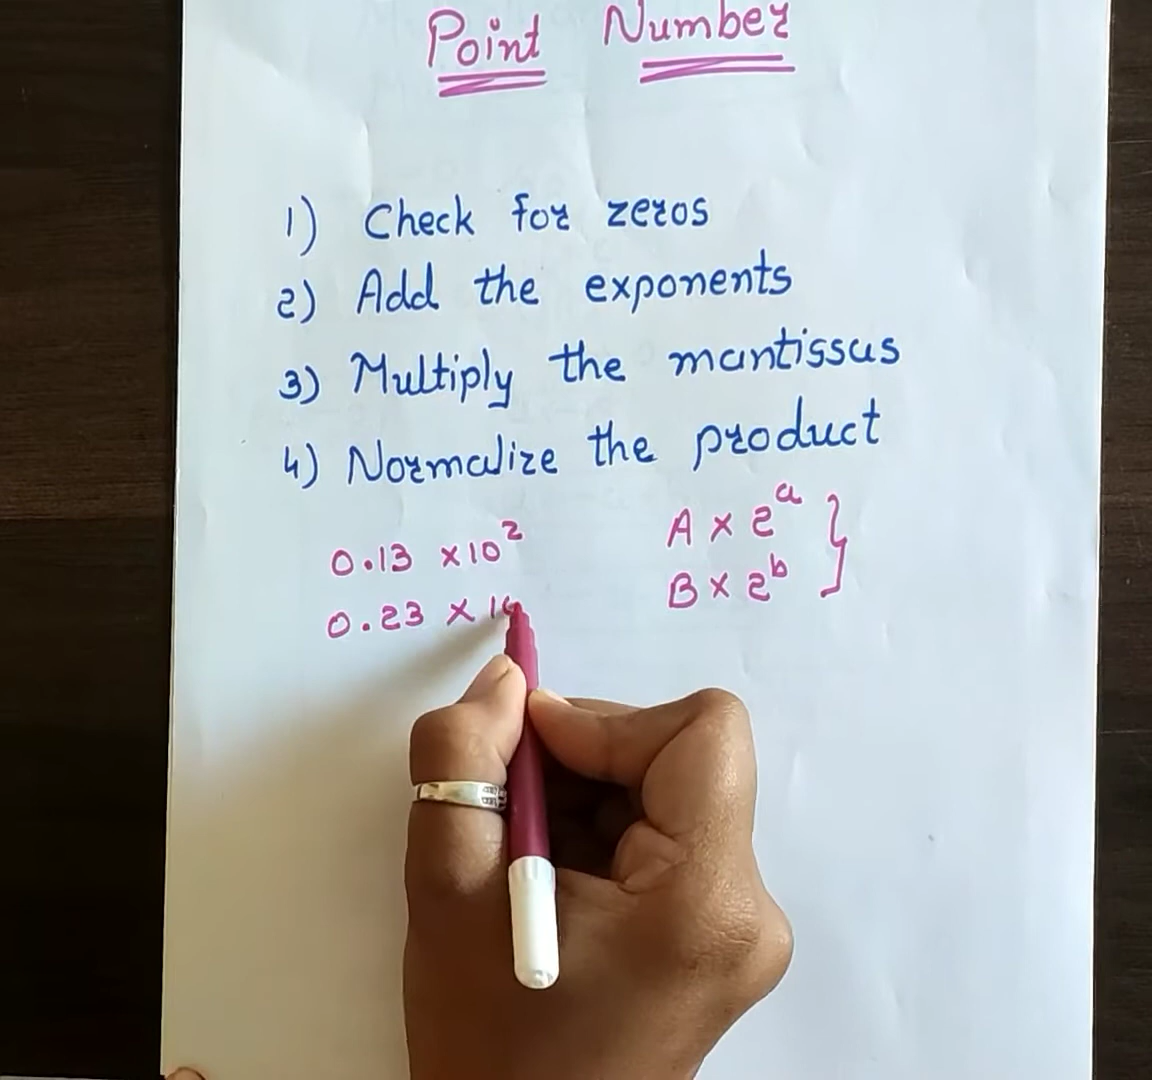 Point Number
1) Check for zeros
2) Add the exponents
3) Multiply the mantissas
4) Normalize the product
0.13 ×10² A × 2ᵃ }
0.23 × 10 B × 2ᵇ